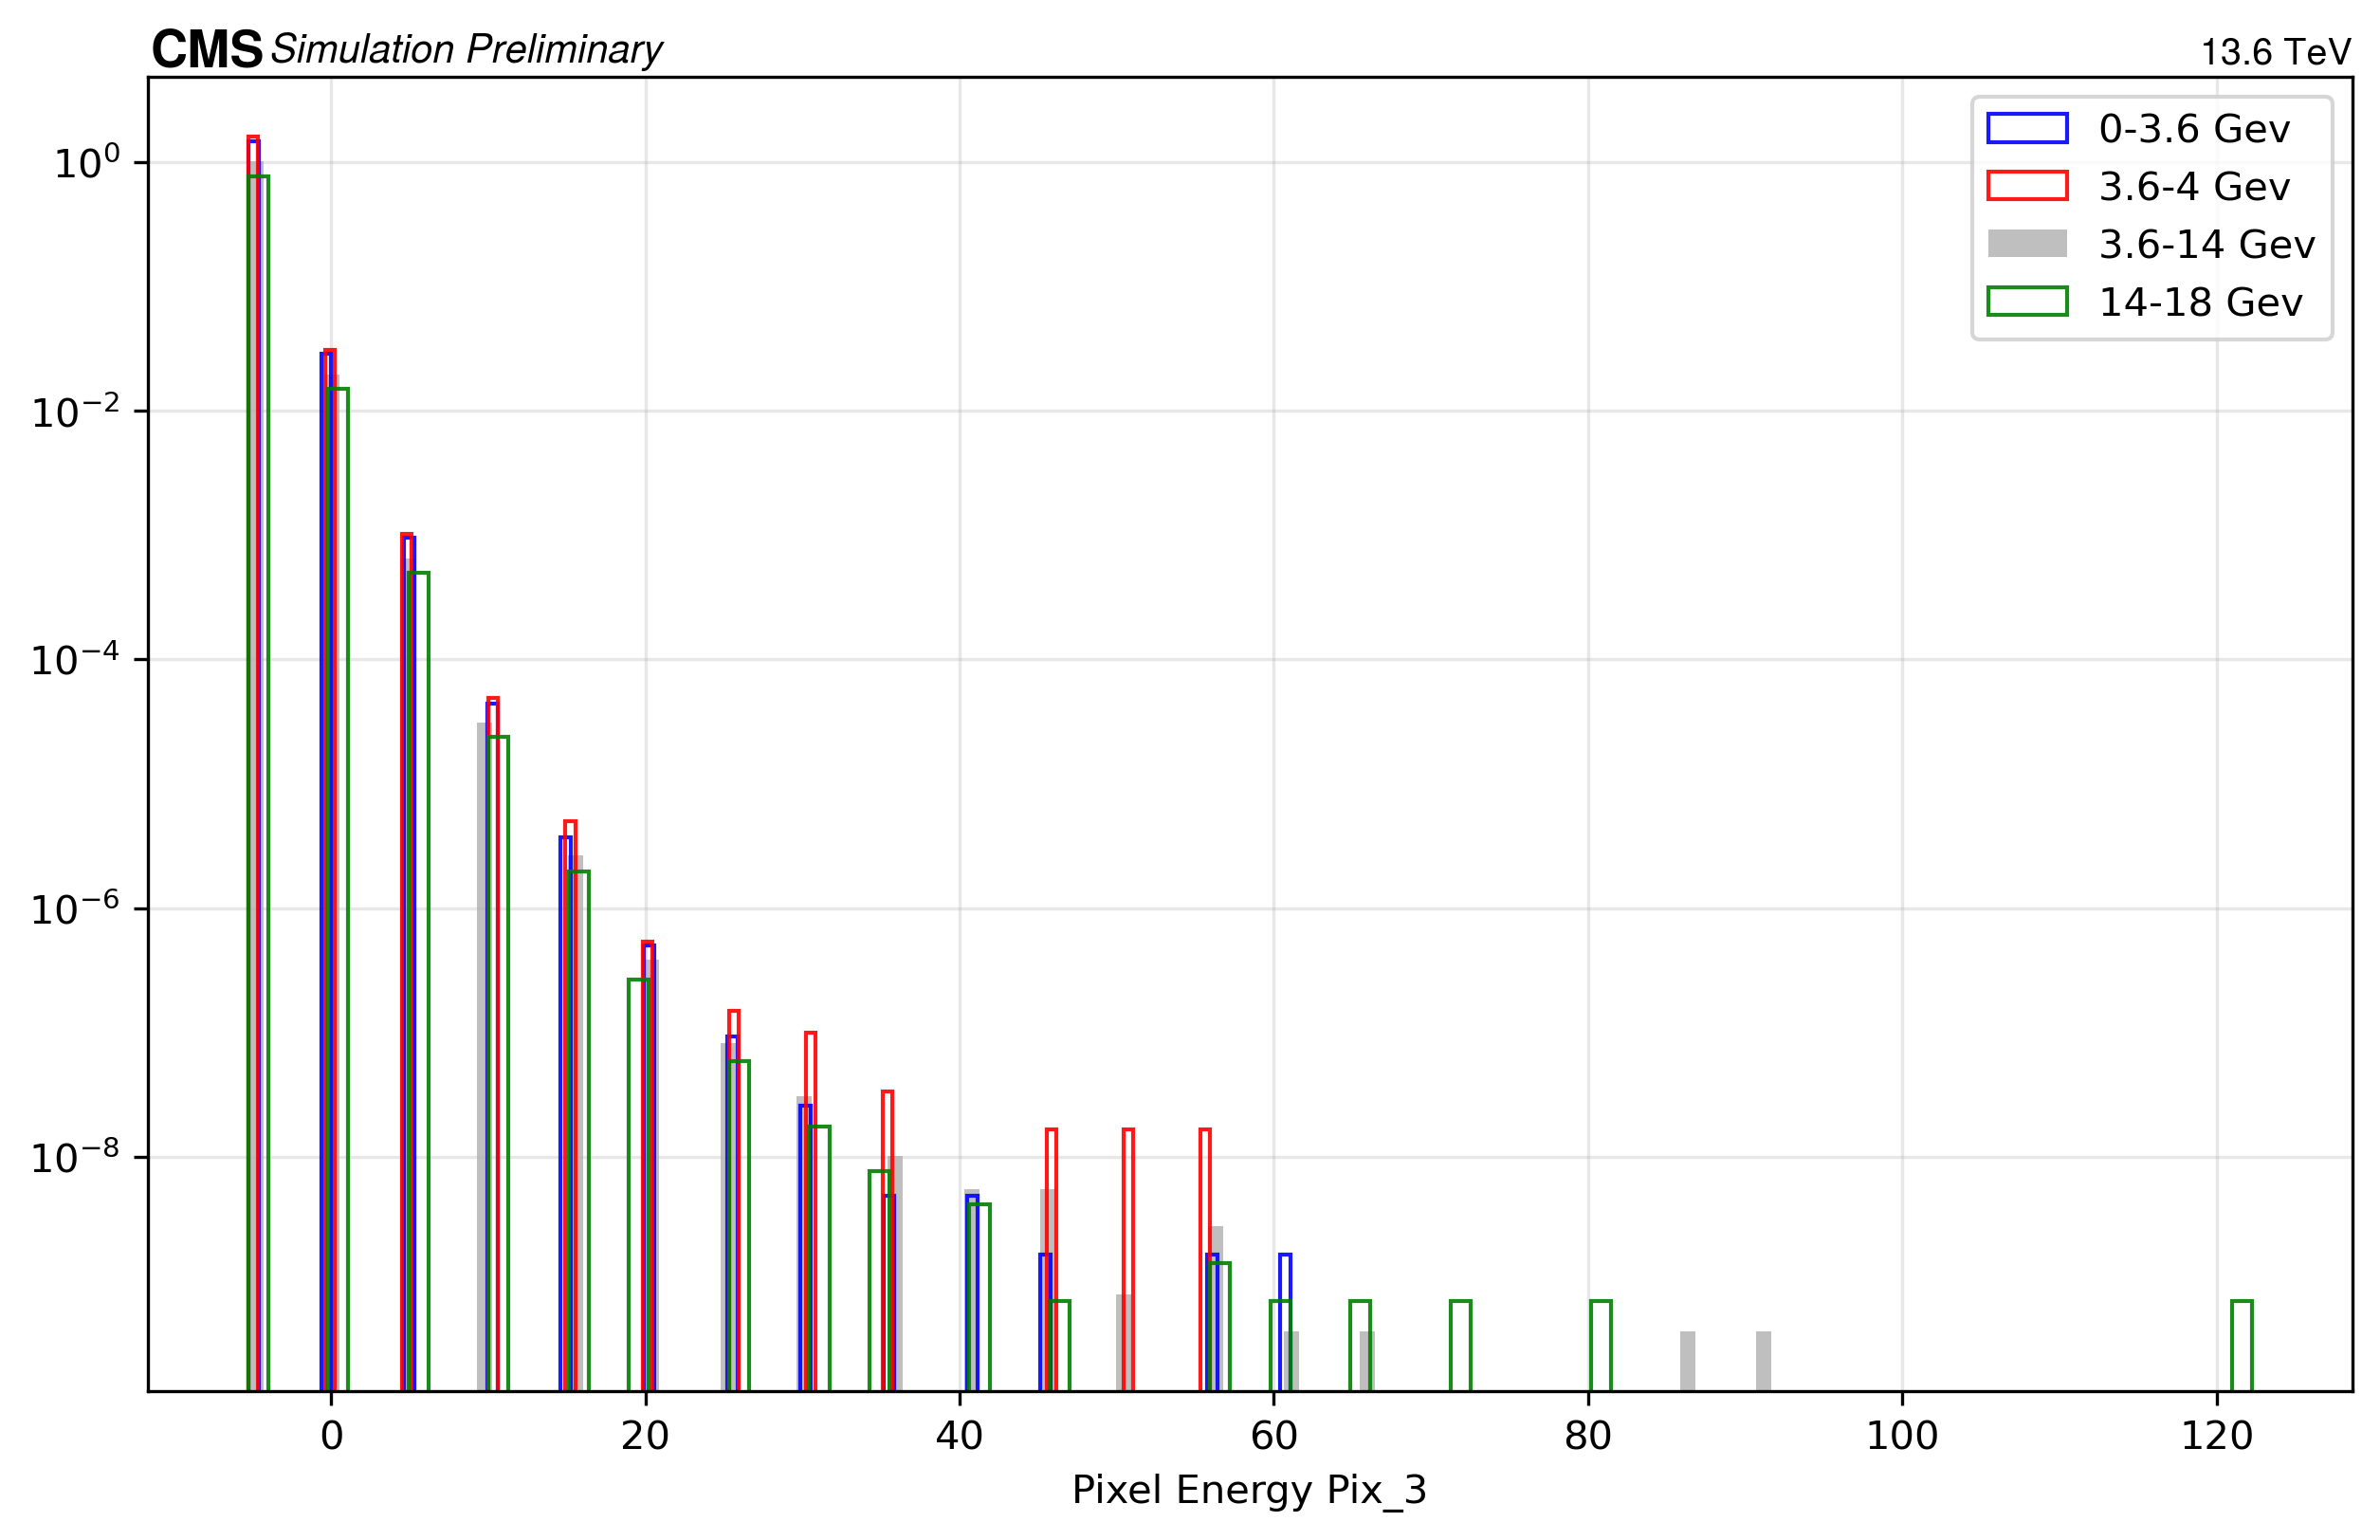 CMS Simulation Preliminary 13.6 TeV
0-3.6 Gev
3.6-4 Gev
3.6-14 Gev
14-18 Gev
10⁰
10⁻²
10⁻⁴
10⁻⁶
10⁻⁸
0 20 40 60 80 100 120
Pixel Energy Pix_3